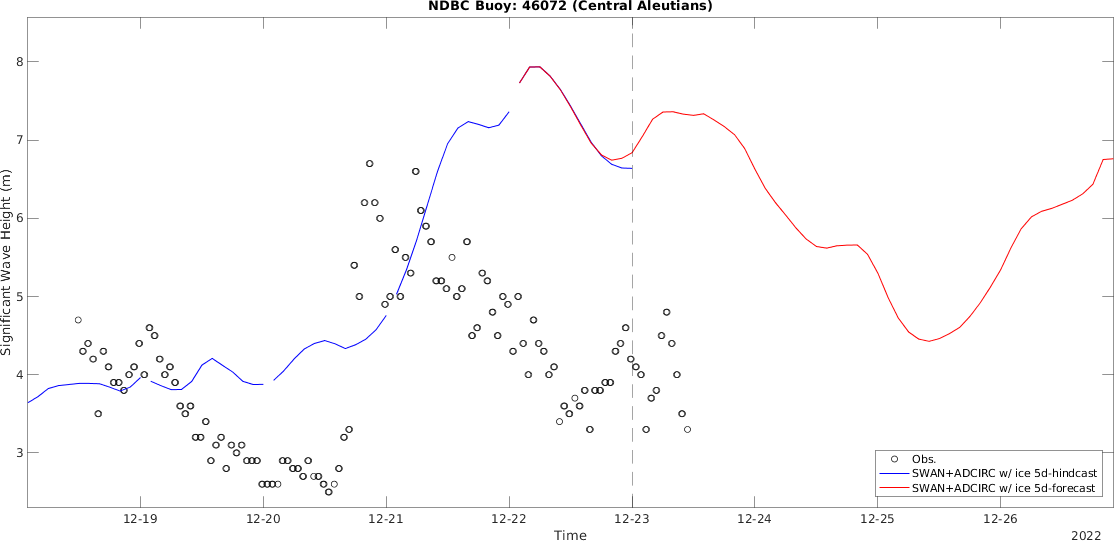 NDBC Buoy: 46072 (Central Aleutians)
Significant Wave Height (m)
8
7
6
5
4
3
Obs.
SWAN+ADCIRC w/ ice 5d-hindcast
SWAN+ADCIRC w/ ice 5d-forecast
12-19 12-20 12-21 12-22 12-23 12-24 12-25 12-26
Time
2022